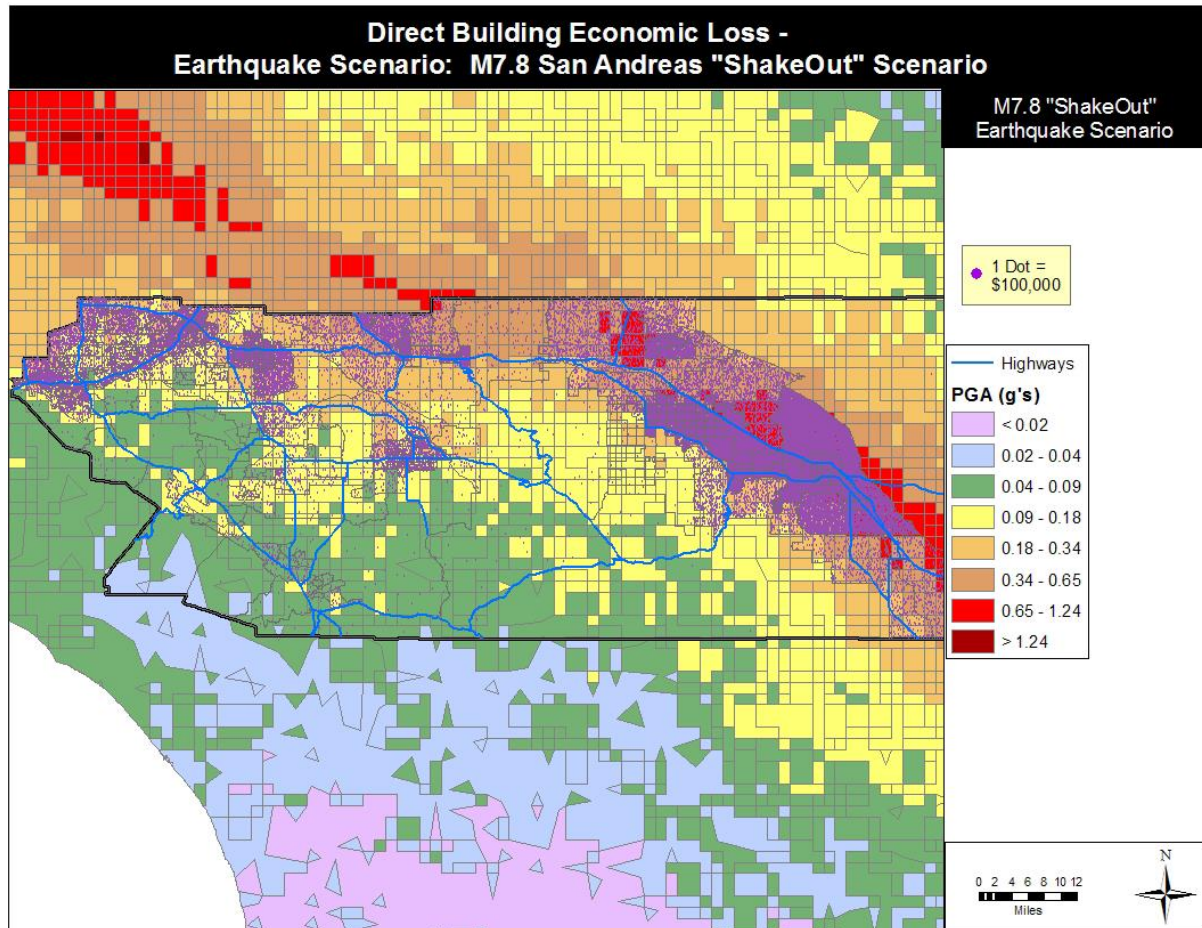 Direct Building Economic Loss -
Earthquake Scenario: M7.8 San Andreas "ShakeOut" Scenario
M7.8 "ShakeOut"
Earthquake Scenario
1 Dot =
$100,000
Highways
PGA (g's)
< 0.02
0.02 - 0.04
0.04 - 0.09
0.09 - 0.18
0.18 - 0.34
0.34 - 0.65
0.65 - 1.24
> 1.24
N
0 2 4 6 8 10 12
Miles